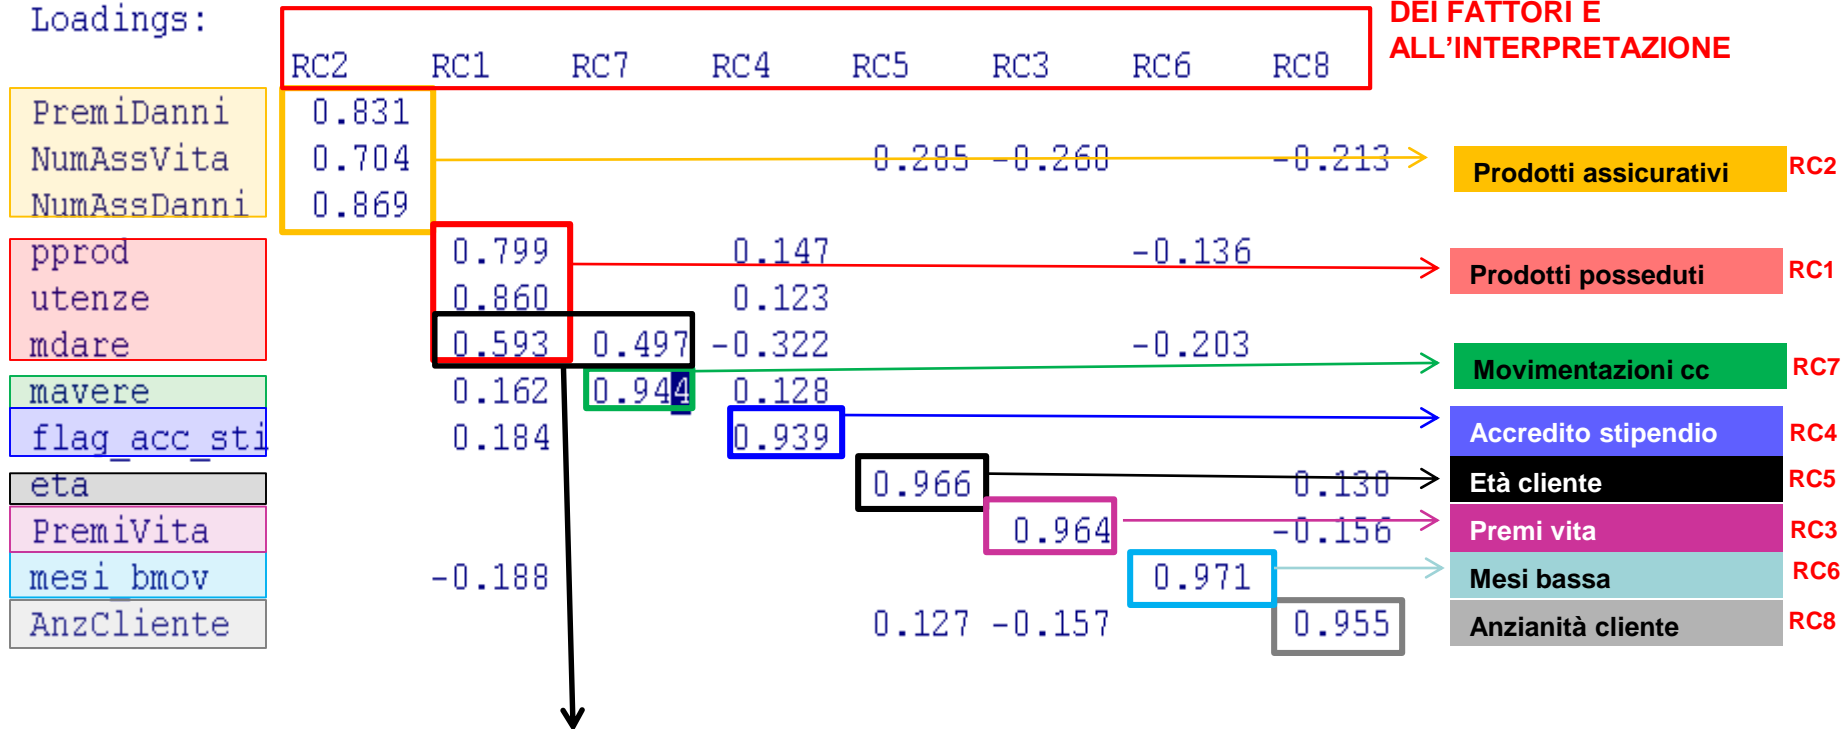 DEI FATTORI E
ALL'INTERPRETAZIONE
Loadings:
RC2 RC1 RC7 RC4 RC5 RC3 RC6 RC8
PremiDanni 0.831
NumAssVita 0.704 0.285 -0.260 -0.213
NumAssDanni 0.869
pprod 0.799 0.147 -0.136
utenze 0.860 0.123
mdare 0.593 0.497 -0.322 -0.203
mavere 0.162 0.944 0.128
flag_acc_sti 0.184 0.939
eta 0.966 0.130
PremiVita 0.964 -0.156
mesi_bmov -0.188 0.971
AnzCliente 0.127 -0.157 0.955
Prodotti assicurativi RC2
Prodotti posseduti RC1
Movimentazioni cc RC7
Accredito stipendio RC4
Età cliente RC5
Premi vita RC3
Mesi bassa RC6
Anzianità cliente RC8